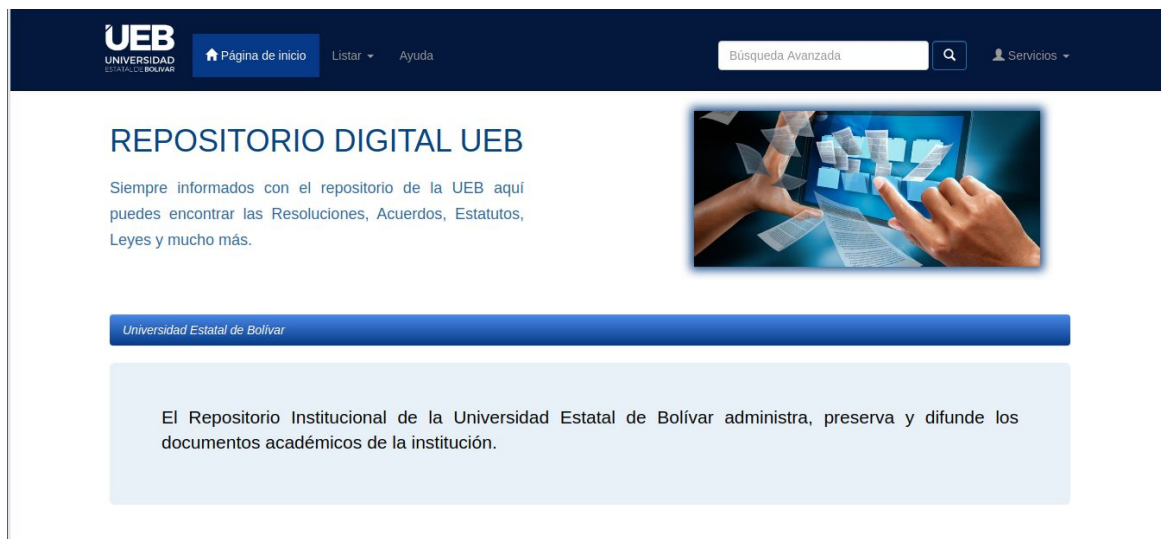 UEB
UNIVERSIDAD
ESTATAL DE BOLIVAR
Página de inicio
Listar
Ayuda
Búsqueda Avanzada
Servicios
REPOSITORIO DIGITAL UEB
Siempre informados con el repositorio de la UEB aquí
puedes encontrar las Resoluciones, Acuerdos, Estatutos,
Leyes y mucho más.
Universidad Estatal de Bolívar
El Repositorio Institucional de la Universidad Estatal de Bolívar administra, preserva y difunde los
documentos académicos de la institución.